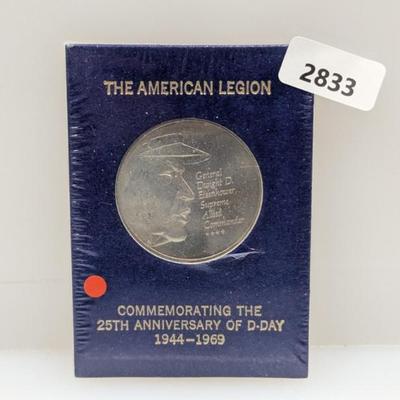 2833
THE AMERICAN LEGION
General
Dwight D.
Eisenhower,
Supreme
Allied
Commander
COMMEMORATING THE
25TH ANNIVERSARY OF D-DAY
1944-1969